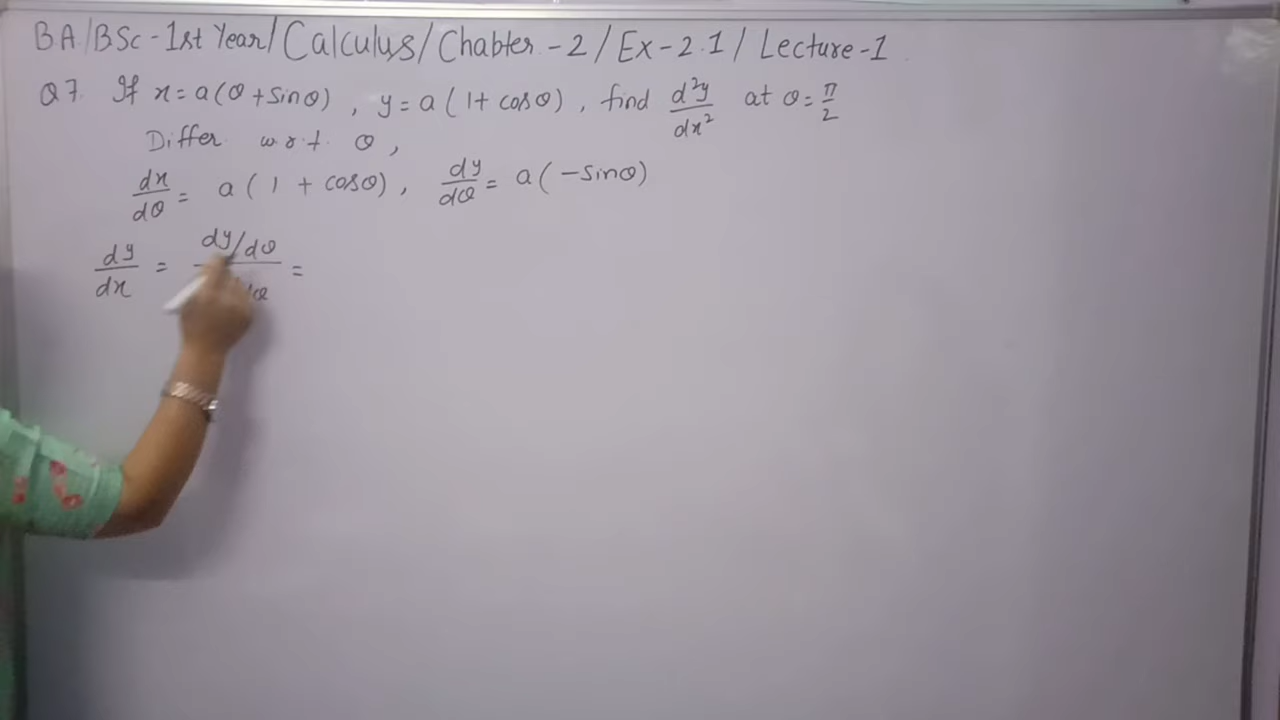 BA/BSc - 1st Year/Calculus/Chabter - 2/Ex - 2.1/Lecture - 1
Q 7. If x = a(θ + sinθ), y = a(1 + cosθ), find d²y/dx² at θ = π/2
Differ w.r.t. θ,
dx/dθ = a(1 + cosθ), dy/dθ = a(-sinθ)
dy/dx = dy/dθ =